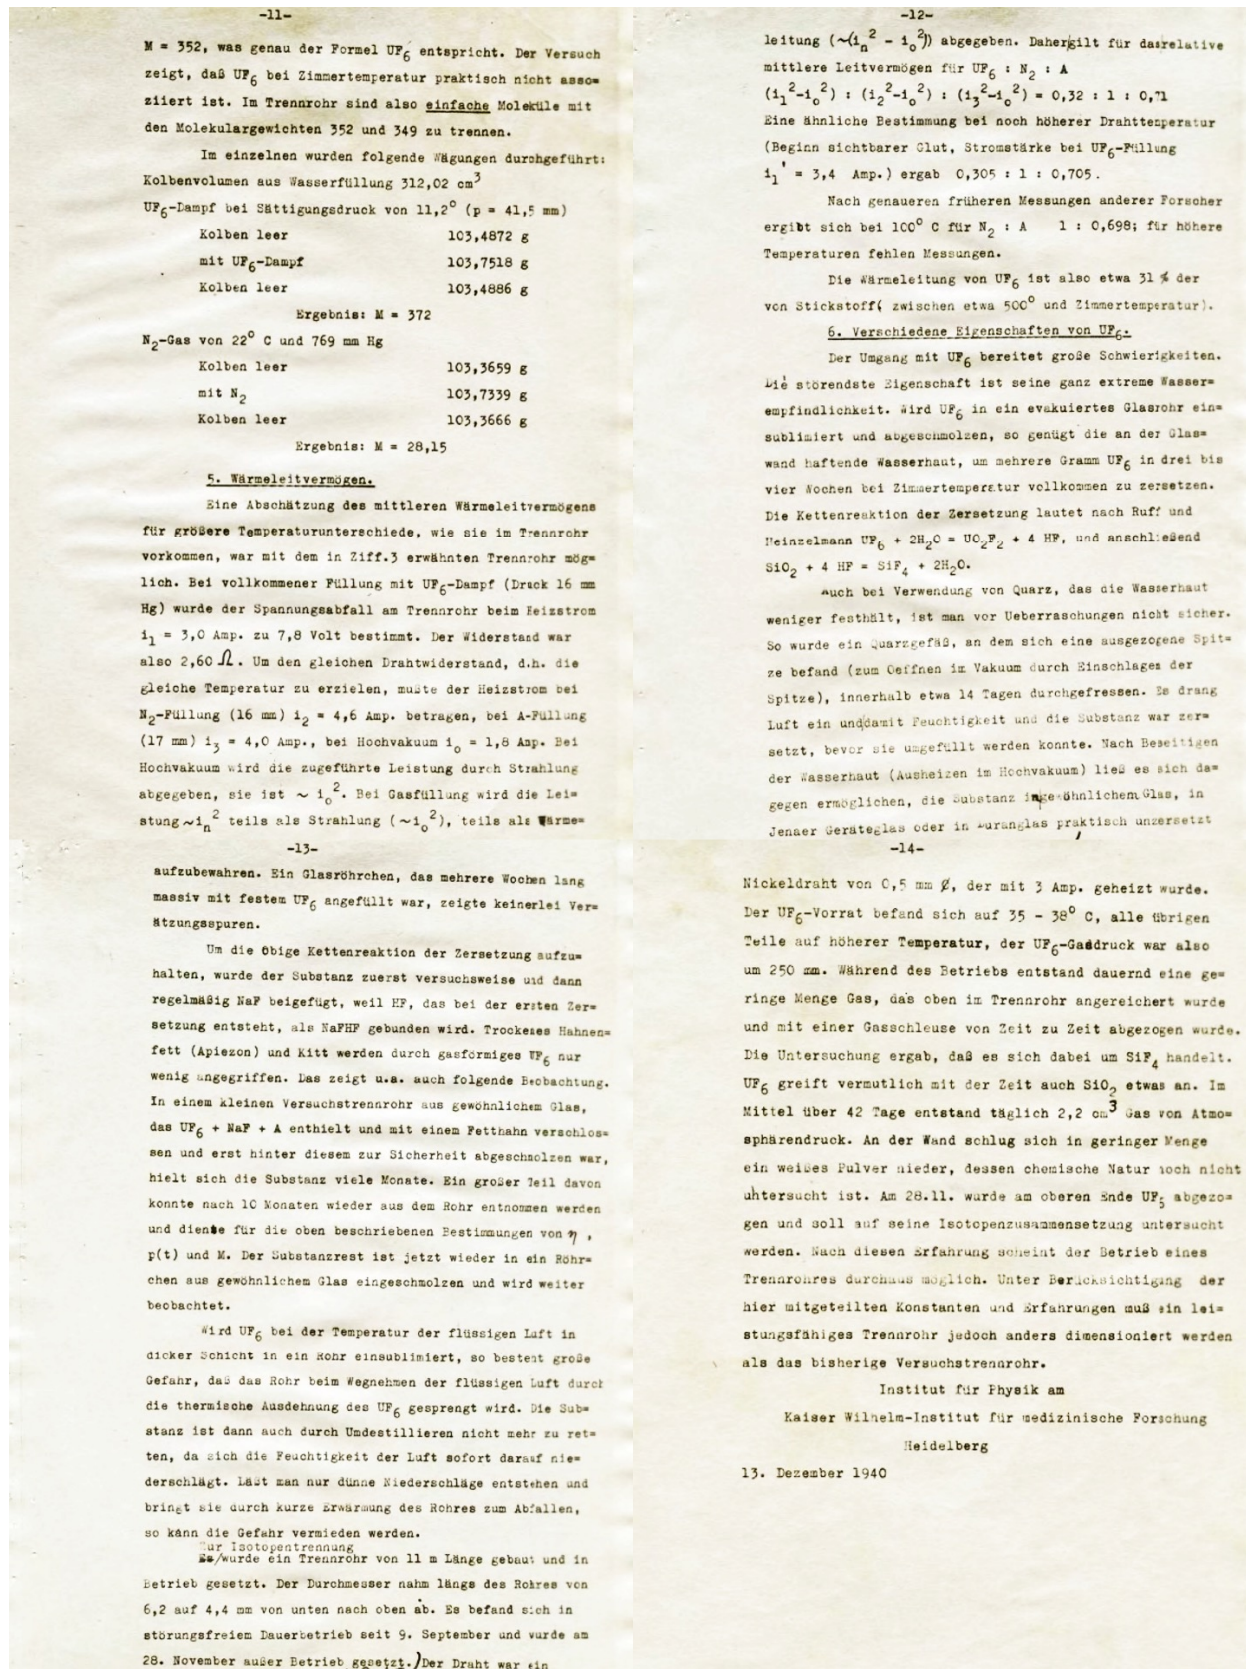 -11-
M = 352, was genau der Formel UF6 entspricht. Der Versuch
zeigt, daß UF6 bei Zimmertemperatur praktisch nicht asso=
ziiert ist. Im Trennrohr sind also einfache Moleküle mit
den Molekulargewichten 352 und 349 zu trennen.
Im einzelnen wurden folgende Wägungen durchgeführt:
Kolbenvolumen aus Wasserfüllung 312,02 cm3
UF6-Dampf bei Sättigungsdruck von 11,2° (p = 41,5 mm)
Kolben leer 103,4872 g
mit UF6-Dampf 103,7518 g
Kolben leer 103,4886 g
Ergebnis: M = 372
N2-Gas von 22° C und 769 mm Hg
Kolben leer 103,3659 g
mit N2 103,7339 g
Kolben leer 103,3666 g
Ergebnis: M = 28,15
5. Wärmeleitvermögen.
Eine Abschätzung des mittleren Wärmeleitvermögens
für größere Temperaturunterschiede, wie sie im Trennrohr
vorkommen, war mit dem in Ziff.3 erwähnten Trennrohr mög=
lich. Bei vollkommener Füllung mit UF6-Dampf (Druck 16 mm
Hg) wurde der Spannungsabfall am Trennrohr beim Heizstrom
i1 = 3,0 Amp. zu 7,8 Volt bestimmt. Der Widerstand war
also 2,60 Ω. Um den gleichen Drahtwiderstand, d.h. die
gleiche Temperatur zu erzielen, mußte der Heizstrom bei
N2-Füllung (16 mm) i2 = 4,6 Amp. betragen, bei A-Füllung
(17 mm) i3 = 4,0 Amp., bei Hochvakuum io = 1,8 Amp. Bei
Hochvakuum wird die zugeführte Leistung durch Strahlung
abgegeben, sie ist ~ io². Bei Gasfüllung wird die Lei=
stung ~in² teils als Strahlung (~io²), teils als Wärme=
-12-
leitung (~(in² - io²)) abgegeben. Daher gilt für das relative
mittlere Leitvermögen für UF6 : N2 : A
(i1²-io²) : (i2²-io²) : (i3²-io²) = 0,32 : 1 : 0,71
Eine ähnliche Bestimmung bei noch höherer Drahttemperatur
(Beginn sichtbarer Glut, Stromstärke bei UF6-Füllung
i1' = 3,4 Amp.) ergab 0,305 : 1 : 0,705.
Nach genaueren früheren Messungen anderer Forscher
ergibt sich bei 100° C für N2 : A 1 : 0,698; für höhere
Temperaturen fehlen Messungen.
Die Wärmeleitung von UF6 ist also etwa 31 % der
von Stickstoff( zwischen etwa 500° und Zimmertemperatur).
6. Verschiedene Eigenschaften von UF6.
Der Umgang mit UF6 bereitet große Schwierigkeiten.
Die störendste Eigenschaft ist seine ganz extreme Wasser=
empfindlichkeit. Wird UF6 in ein evakuiertes Glasrohr ein=
sublimiert und abgeschmolzen, so genügt die an der Glas=
wand haftende Wasserhaut, um mehrere Gramm UF6 in drei bis
vier Wochen bei Zimmertemperatur vollkommen zu zersetzen.
Die Kettenreaktion der Zersetzung lautet nach Ruff und
Heinzelmann UF6 + 2H2O = UO2F2 + 4 HF, und anschließend
SiO2 + 4 HF = SiF4 + 2H2O.
Auch bei Verwendung von Quarz, das die Wasserhaut
weniger festhält, ist man vor Ueberraschungen nicht sicher.
So wurde ein Quarzgefäß, an dem sich eine ausgezogene Spit=
ze befand (zum Oeffnen im Vakuum durch Einschlagen der
Spitze), innerhalb etwa 14 Tagen durchgefressen. Es drang
Luft ein und damit Feuchtigkeit und die Substanz war zer=
setzt, bevor sie umgefüllt werden konnte. Nach Beseitigen
der Wasserhaut (Ausheizen im Hochvakuum) ließ es sich da=
gegen ermöglichen, die Substanz in gewöhnlichem Glas, in
Jenaer Geräteglas oder in Duranglas praktisch unzersetzt
-13-
aufzubewahren. Ein Glasröhrchen, das mehrere Wochen lang
massiv mit festem UF6 angefüllt war, zeigte keinerlei Ver=
ätzungsspuren.
Um die obige Kettenreaktion der Zersetzung aufzu=
halten, wurde der Substanz zuerst versuchsweise und dann
regelmäßig NaF beigefügt, weil HF, das bei der ersten Zer=
setzung entsteht, als NaFHF gebunden wird. Trockenes Hahnen=
fett (Apiezon) und Kitt werden durch gasförmiges UF6 nur
wenig angegriffen. Das zeigt u.a. auch folgende Beobachtung.
In einem kleinen Versuchstrennrohr aus gewöhnlichem Glas,
das UF6 + NaF + A enthielt und mit einem Fetthahn verschlos=
sen und erst hinter diesem zur Sicherheit abgeschmolzen war,
hielt sich die Substanz viele Monate. Ein großer Teil davon
konnte nach 10 Monaten wieder aus dem Rohr entnommen werden
und diente für die oben beschriebenen Bestimmungen von η ,
p(t) und M. Der Substanzrest ist jetzt wieder in ein Röhr=
chen aus gewöhnlichem Glas eingeschmolzen und wird weiter
beobachtet.
Wird UF6 bei der Temperatur der flüssigen Luft in
dicker Schicht in ein Rohr einsublimiert, so besteht große
Gefahr, daß das Rohr beim Wegnehmen der flüssigen Luft durch
die thermische Ausdehnung des UF6 gesprengt wird. Die Sub=
stanz ist dann auch durch Umdestillieren nicht mehr zu ret=
ten, da sich die Feuchtigkeit der Luft sofort darauf nie=
derschlägt. Läßt man nur dünne Niederschläge entstehen und
bringt sie durch kurze Erwärmung des Rohres zum Abfallen,
so kann die Gefahr vermieden werden.
Zur Isotopentrennung
Es/wurde ein Trennrohr von 11 m Länge gebaut und in
Betrieb gesetzt. Der Durchmesser nahm längs des Rohres von
6,2 auf 4,4 mm von unten nach oben ab. Es befand sich in
störungsfreiem Dauerbetrieb seit 9. September und wurde am
28. November außer Betrieb gesetzt.) Der Draht war ein
-14-
Nickeldraht von 0,5 mm Ø, der mit 3 Amp. geheizt wurde.
Der UF6-Vorrat befand sich auf 35 - 38° C, alle übrigen
Teile auf höherer Temperatur, der UF6-Gasdruck war also
um 250 mm. Während des Betriebs entstand dauernd eine ge=
ringe Menge Gas, das oben im Trennrohr angereichert wurde
und mit einer Gasschleuse von Zeit zu Zeit abgezogen wurde.
Die Untersuchung ergab, daß es sich dabei um SiF4 handelt.
UF6 greift vermutlich mit der Zeit auch SiO2 etwas an. Im
Mittel über 42 Tage entstand täglich 2,2 cm3 Gas von Atmo=
sphärendruck. An der Wand schlug sich in geringer Menge
ein weißes Pulver nieder, dessen chemische Natur noch nicht
uhtersucht ist. Am 28.11. wurde am oberen Ende UF6 abgezo=
gen und soll auf seine Isotopenzusammensetzung untersucht
werden. Nach diesen Erfahrung scheint der Betrieb eines
Trennrohres durchaus möglich. Unter Berücksichtigung der
hier mitgeteilten Konstanten und Erfahrungen muß ein lei=
stungsfähiges Trennrohr jedoch anders dimensioniert werden
als das bisherige Versuchstrennrohr.
Institut für Physik am
Kaiser Wilhelm-Institut für medizinische Forschung
Heidelberg
13. Dezember 1940